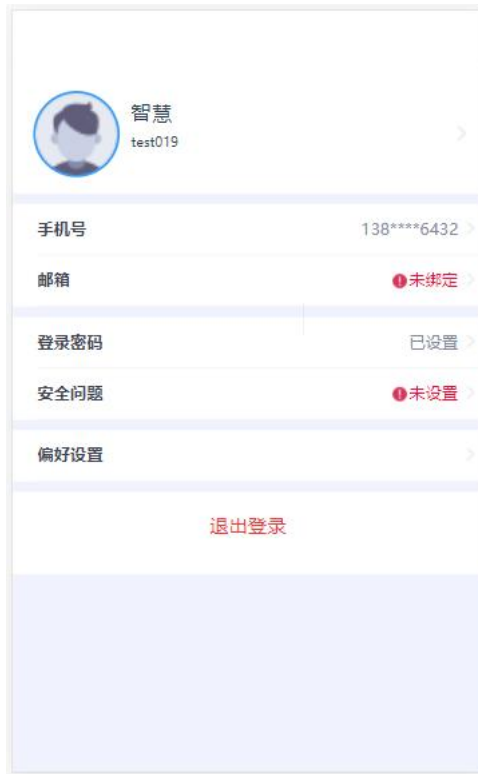 智慧
test019
手机号 138****6432
邮箱 未绑定
登录密码 已设置
安全问题 未设置
偏好设置
退出登录